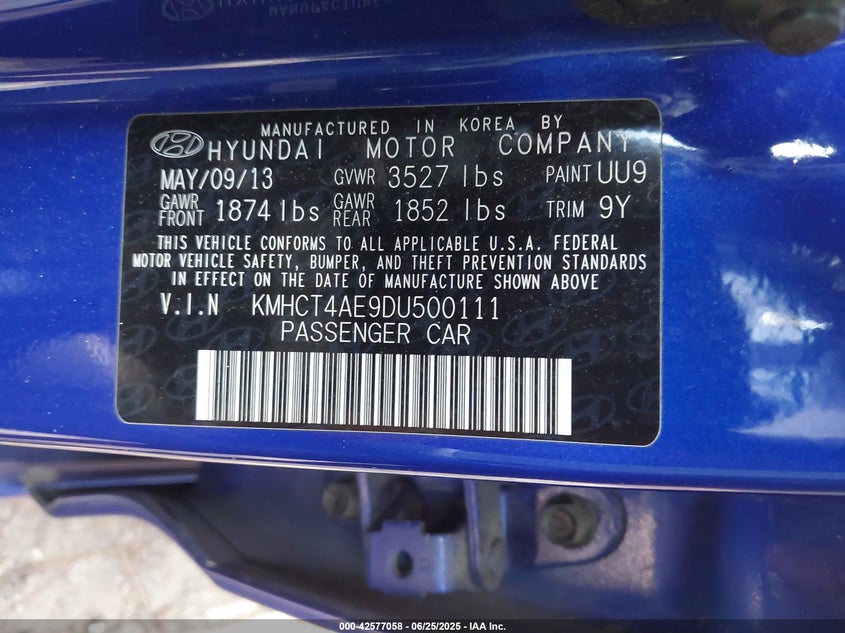 MANUFACTURED IN KOREA BY
HYUNDAI MOTOR COMPANY
MAY/09/13 GVWR 3527 lbs PAINT UU9
GAWR FRONT 1874 lbs GAWR REAR 1852 lbs TRIM 9Y
THIS VEHICLE CONFORMS TO ALL APPLICABLE U.S.A. FEDERAL
MOTOR VEHICLE SAFETY, BUMPER, AND THEFT PREVENTION STANDARDS
IN EFFECT ON THE DATE OF MANUFACTURE SHOWN ABOVE
V.I.N KMHCT4AE9DU500111
PASSENGER CAR
000-42577058 - 06/25/2025 - IAA Inc.